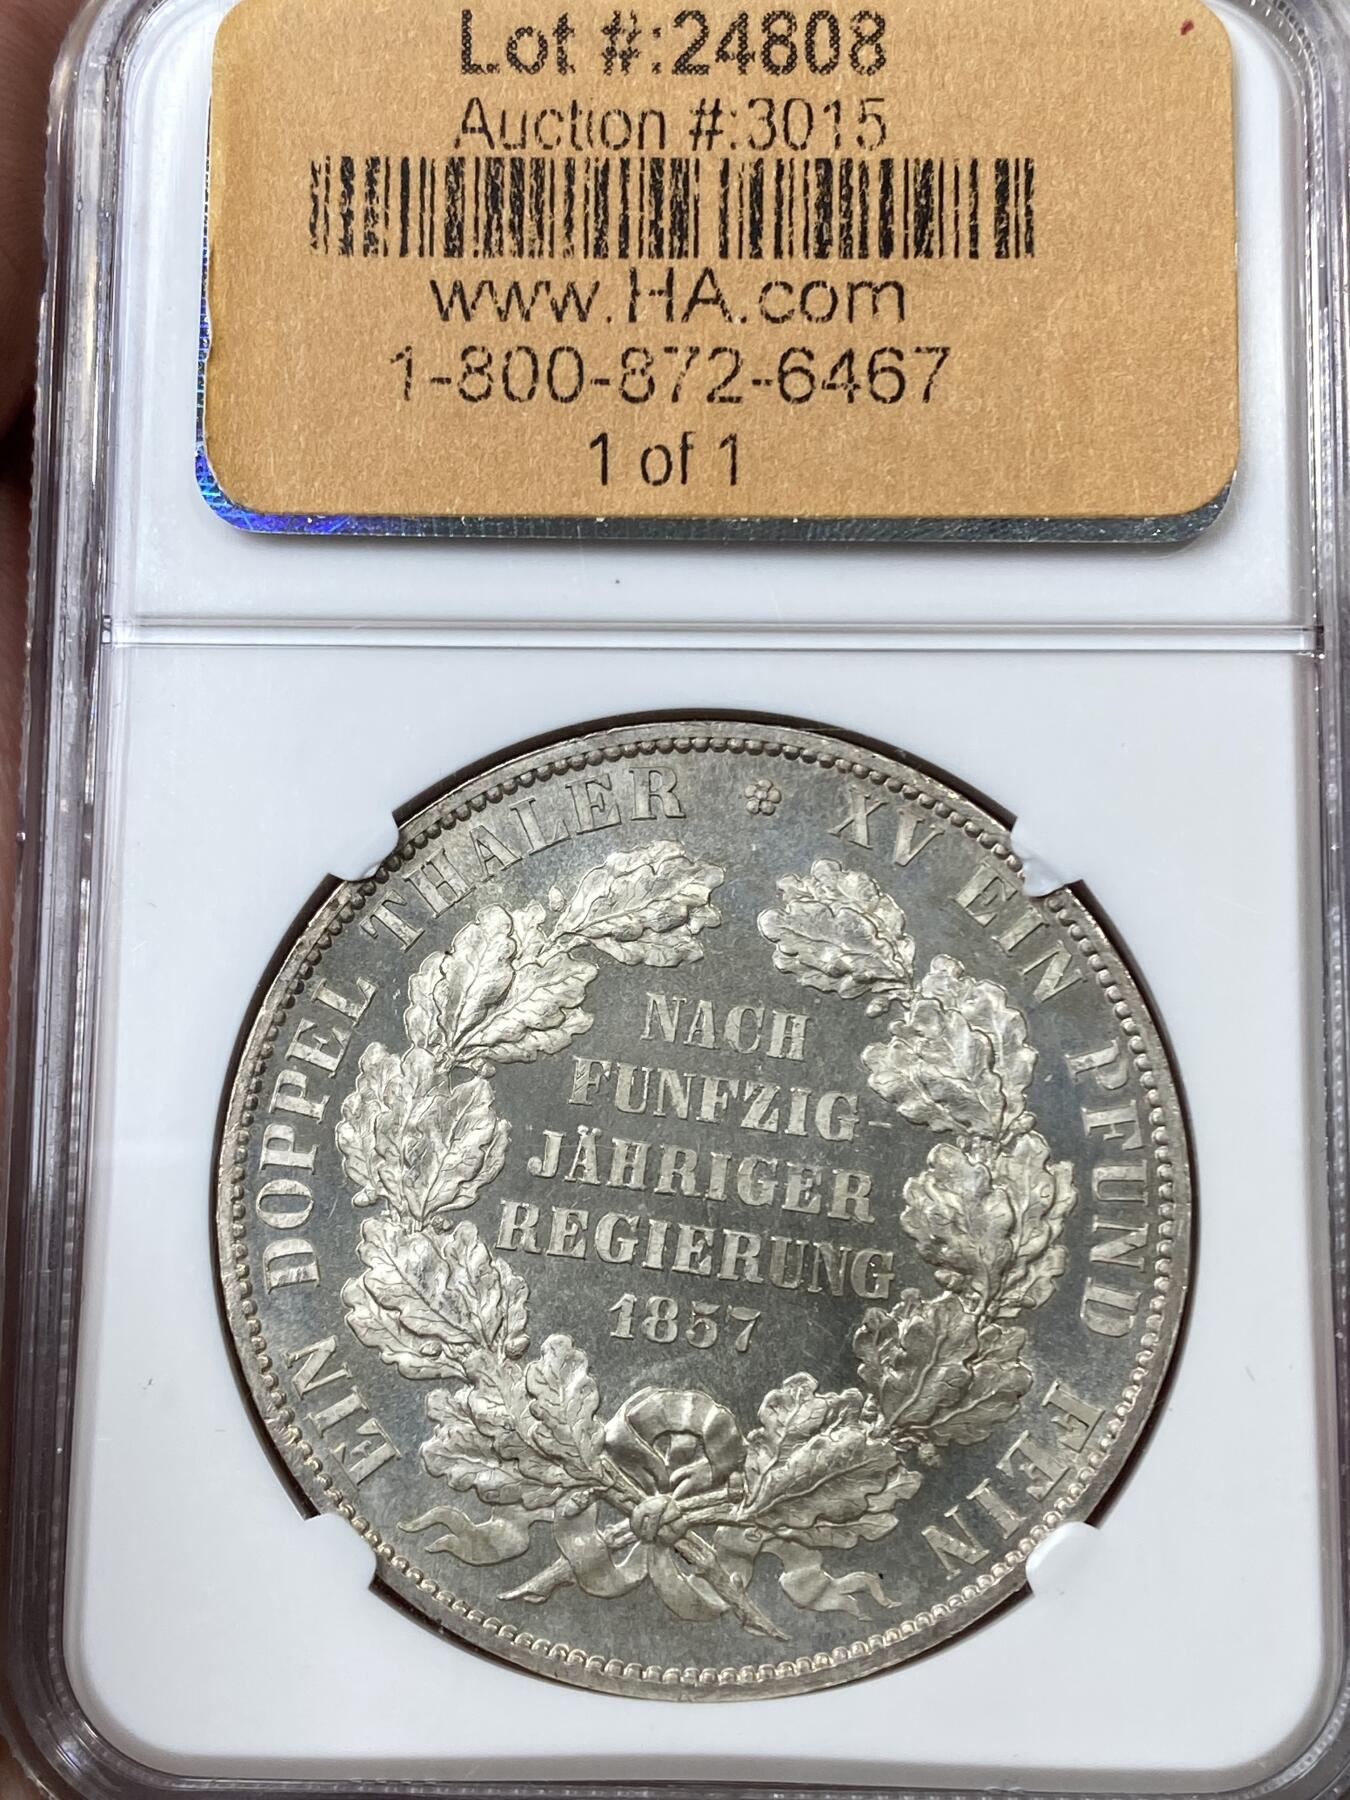 Lot #:24808
Auction #:3015
www.HA.com
1-800-872-6467
1 of 1
EIN DOPPEL THALER XV EIN PFUND FEIN
NACH
FUNFZIG-
JÄHRIGER
REGIERUNG
1857